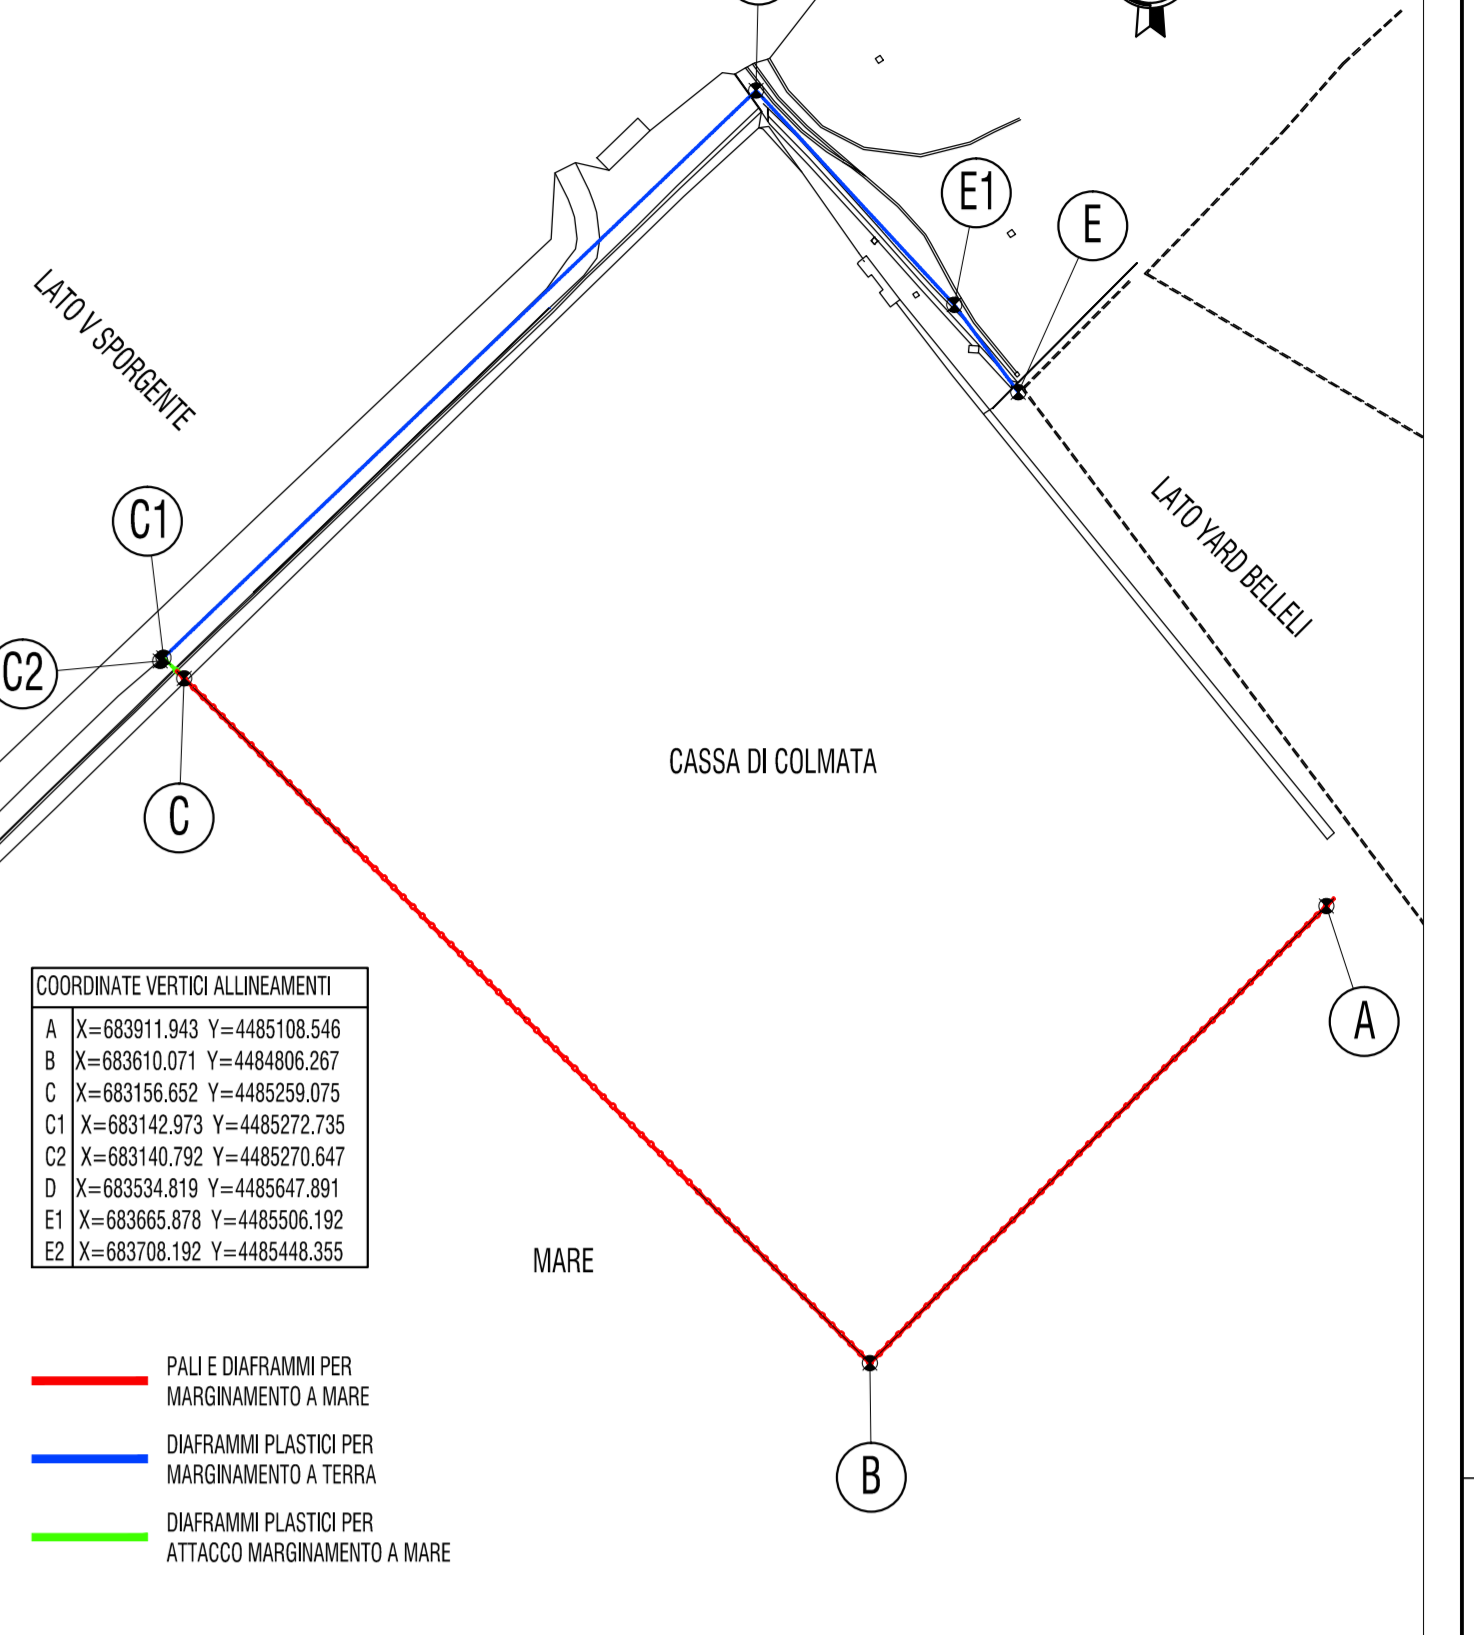 E1
E
LATO V SPORGENTE
C1
LATO YARD BELLELI
C2
CASSA DI COLMATA
C
COORDINATE VERTICI ALLINEAMENTI
A X=683911.943 Y=4485108.546
B X=683610.071 Y=4484806.267
C X=683156.652 Y=4485259.075
C1 X=683142.973 Y=4485272.735
C2 X=683140.792 Y=4485270.647
D X=683534.819 Y=4485647.891
E1 X=683665.878 Y=4485506.192
E2 X=683708.192 Y=4485448.355
A
MARE
PALI E DIAFRAMMI PER
MARGINAMENTO A MARE
DIAFRAMMI PLASTICI PER
MARGINAMENTO A TERRA
B
DIAFRAMMI PLASTICI PER
ATTACCO MARGINAMENTO A MARE